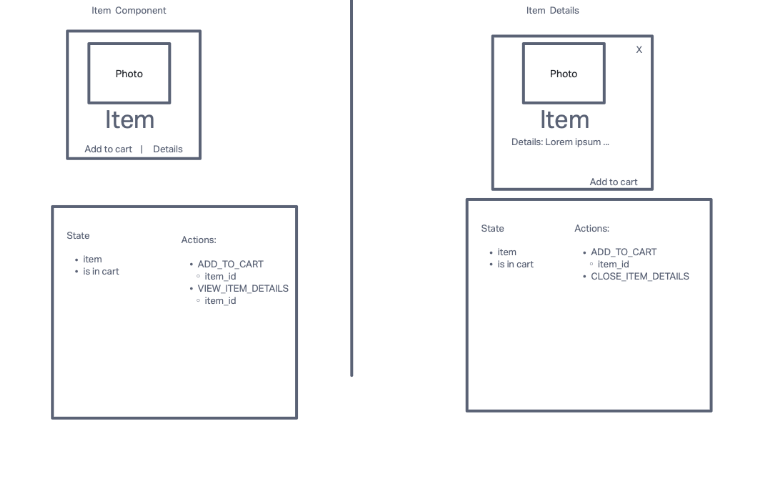 Item Component
Photo
Item
Add to cart | Details
State
• item
• is in cart
Actions:
• ADD_TO_CART
◦ item_id
• VIEW_ITEM_DETAILS
◦ item_id
Item Details
X
Photo
Item
Details: Lorem ipsum ...
Add to cart
State
• item
• is in cart
Actions:
• ADD_TO_CART
◦ item_id
• CLOSE_ITEM_DETAILS